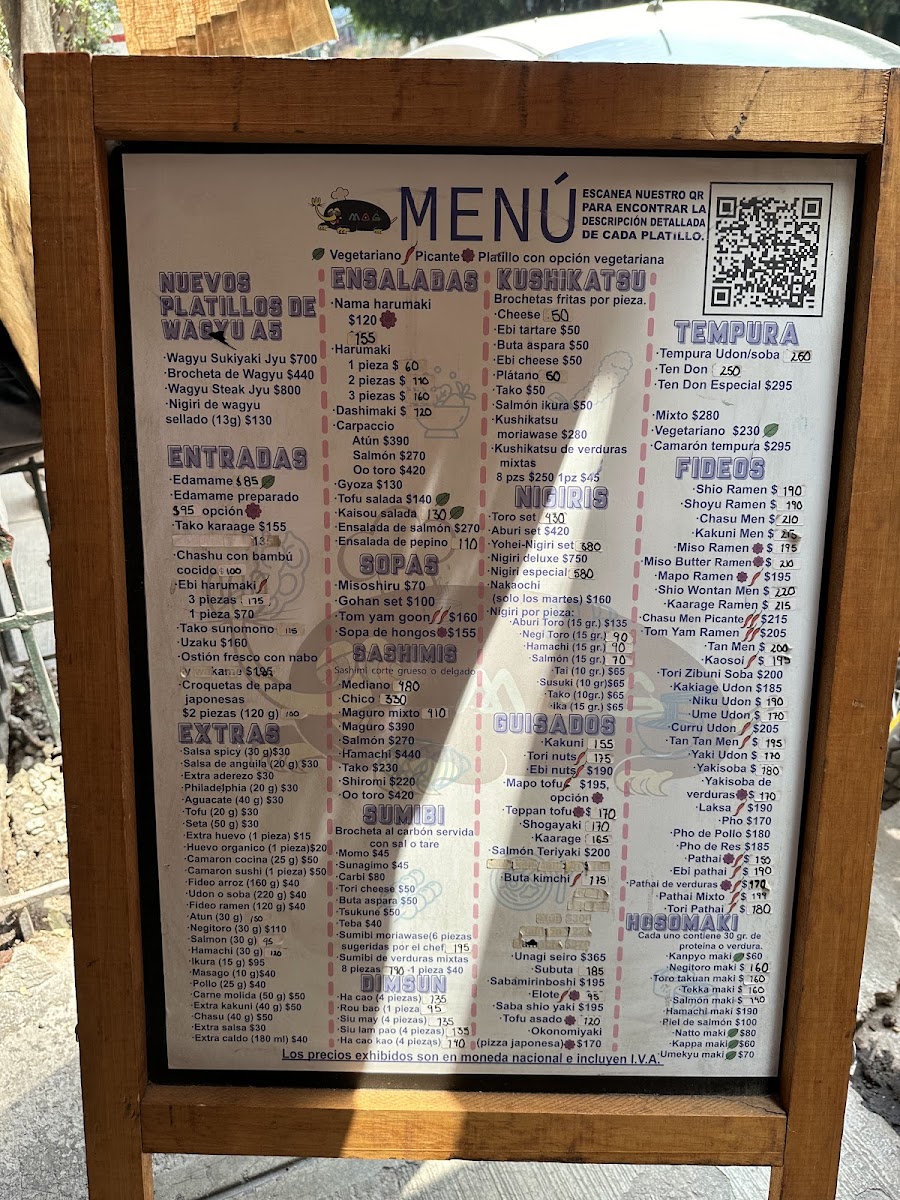 MOG
MENÚ
ESCANEA NUESTRO QR
PARA ENCONTRAR LA
DESCRIPCIÓN DETALLADA
DE CADA PLATILLO.
Vegetariano Picante Platillo con opción vegetariana
NUEVOS
PLATILLOS DE
WAGYU A5
·Wagyu Sukiyaki Jyu $700
·Brocheta de Wagyu $440
·Wagyu Steak Jyu $800
·Nigiri de wagyu
sellado (13g) $130
ENTRADAS
·Edamame $85
·Edamame preparado
$95 opción
·Tako karaage $155
·Chashu con bambú
cocido 100
·Ebi harumaki
3 piezas 175
1 pieza $70
·Tako sunomono 115
·Uzaku $160
·Ostión fresco con nabo
$195
·Croquetas de papa
japonesas
$2 piezas (120 g) 100
EXTRAS
·Salsa spicy (30 g)$30
·Salsa de anguila (20 g) $30
·Extra aderezo $30
·Philadelphia (20 g) $30
·Aguacate (40 g) $30
·Tofu (20 g) $30
·Seta (50 g) $30
·Extra huevo (1 pieza) $15
·Huevo organico (1 pieza)$20
·Camaron cocina (25 g) $50
·Camaron sushi (1 pieza) $50
·Fideo arroz (160 g) $40
·Udon o soba (220 g) $40
·Fideo ramen (120 g) $40
·Atun (30 g) 150
·Negitoro (30 g) $110
·Salmon (30 g) 95
·Hamachi (30 g) 120
·Ikura (15 g) $95
·Masago (10 g)$40
·Pollo (25 g) $40
·Carne molida (50 g) $50
·Extra kakuni (40 g) $50
·Chasu (40 g) $50
·Extra salsa $30
·Extra caldo (180 ml) $40
ENSALADAS
·Nama harumaki
$120
155
·Harumaki
1 pieza $ 60
2 piezas $ 110
3 piezas $ 160
·Dashimaki $ 120
·Carpaccio
Atún $390
Salmón $270
Oo toro $420
·Gyoza $130
·Tofu salada $140
·Kaisou salada 130
·Ensalada de salmón $270
·Ensalada de pepino 110
SOPAS
·Misoshiru $70
·Gohan set $100
·Tom yam goon $160
·Sopa de hongos $155
SASHIMIS
Sashimi corte grueso o delgado
·Mediano 480
·Chico 330
·Maguro mixto 410
·Maguro $390
·Salmón $270
·Hamachi $440
·Tako $230
·Shiromi $220
·Oo toro $420
SUMIBI
Brocheta al carbón servida
con sal o tare
·Momo $45
·Sunagimo $45
·Carbi $80
·Tori cheese $50
·Buta aspara $50
·Tsukune $50
·Teba $40
·Sumibi moriawase(6 piezas
sugeridas por el chef 195
·Sumibi de verduras mixtas
8 piezas 290 -1 pieza $40
DIMSUN
·Ha cao (4 piezas) 135
·Rou bao (1 pieza 95
·Siu may (4 piezas) 135
·Siu lam pao (4 piezas) 135
·Ha cao kao (4 piezas) 140
KUSHIKATSU
Brochetas fritas por pieza.
·Cheese 50
·Ebi tartare $50
·Buta aspara $50
·Ebi cheese $50
·Plátano 50
·Tako $50
·Salmón ikura $50
·Kushikatsu
moriawase $280
·Kushikatsu de verduras
mixtas
8 pzs $250 1pz $45
NIGIRIS
·Toro set 430
·Aburi set $420
·Yohei-Nigiri set 680
·Nigiri deluxe $750
·Nigiri especial 580
·Nakaochi
(solo los martes) $160
·Nigiri por pieza:
·Aburi Toro (15 gr.) $135
·Negi Toro (15 gr.) 90
·Hamachi (15 gr.) 90
·Salmón (15 gr.) 70
·Tai (10 gr.) $65
·Susuki (10 gr)$65
·Tako (10gr.) $65
·Ika (15 gr.) $65
GUISADOS
·Kakuni 155
·Tori nuts 175
·Ebi nuts $190
·Mapo tofu $195,
opción
·Teppan tofu $ 170
·Shogayaki 170
·Kaarage 165
·Salmón Teriyaki $200
·Buta kimchi 175
·Unagi seiro $365
·Subuta 185
·Sabamirinboshi $195
·Elote 95
·Saba shio yaki $195
·Tofu asado 120
·Okonomiyaki
(pizza japonesa) $170
TEMPURA
·Tempura Udon/soba 260
·Ten Don 250
·Ten Don Especial $295
·Mixto $280
·Vegetariano $230
·Camarón tempura $295
FIDEOS
·Shio Ramen $ 190
·Shoyu Ramen $ 190
·Chasu Men $ 210
·Kakuni Men $ 215
·Miso Ramen $ 195
·Miso Butter Ramen $ 210
·Mapo Ramen $195
·Shio Wontan Men $ 220
·Kaarage Ramen $ 215
·Chasu Men Picante $215
·Tom Yam Ramen $205
·Tan Men $ 200
·Kaosoi $ 195
·Tori Zibuni Soba $200
·Kakiage Udon $185
·Niku Udon $ 190
·Ume Udon $ 170
·Curru Udon $205
·Tan Tan Men $ 195
·Yaki Udon $ 170
·Yakisoba $ 180
·Yakisoba de
verduras $ 170
·Laksa $190
·Pho $170
·Pho de Pollo $180
·Pho de Res $185
·Pathai $ 150
·Ebi pathai $ 190
·Pathai de verduras $170
·Pathai Mixto $ 199
·Tori Pathai $ 180
HOSOMAKI
Cada uno contiene 30 gr. de
proteina o verdura.
·Kanpyo maki $60
·Negitoro maki $ 160
·Toro takuan maki $ 160
·Tekka maki $ 160
·Salmón maki $ 140
·Hamachi maki $190
·Piel de salmón $100
·Natto maki $80
·Kappa maki $60
·Umekyu maki $70
Los precios exhibidos son en moneda nacional e incluyen I.V.A.